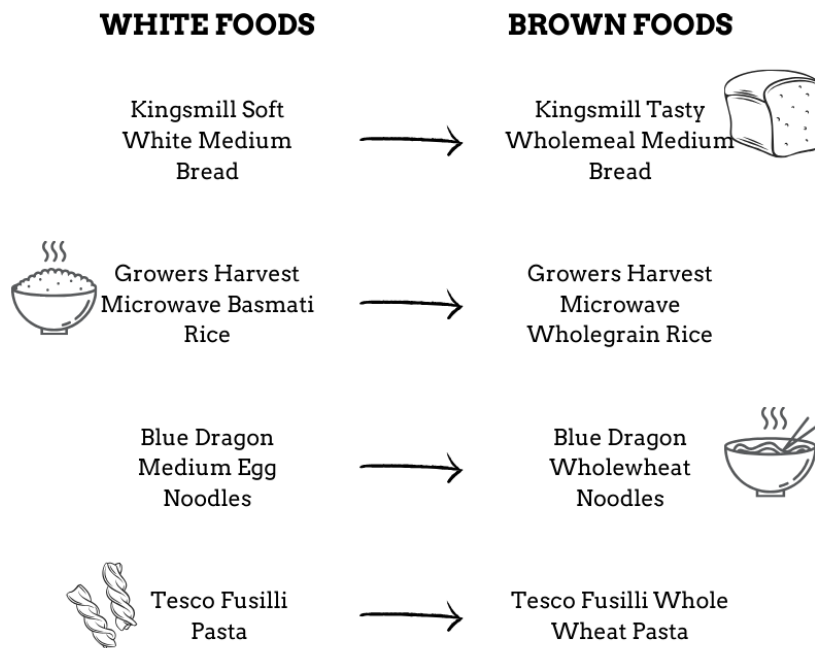 WHITE FOODS
BROWN FOODS
Kingsmill Soft
White Medium
Bread
Kingsmill Tasty
Wholemeal Medium
Bread
Growers Harvest
Microwave Basmati
Rice
Growers Harvest
Microwave
Wholegrain Rice
Blue Dragon
Medium Egg
Noodles
Blue Dragon
Wholewheat
Noodles
Tesco Fusilli
Pasta
Tesco Fusilli Whole
Wheat Pasta